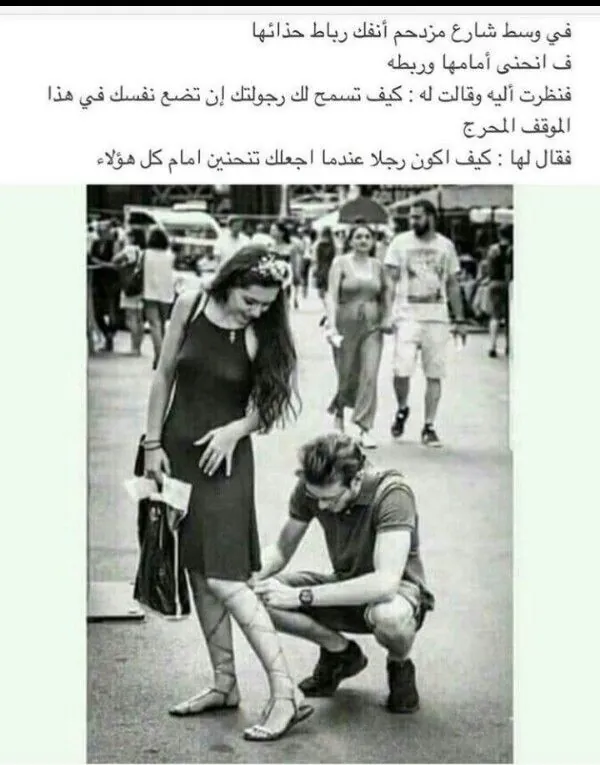 في وسط شارع مزدحم أنفك رباط حذائها
ف انحنى أمامها وربطه
فنظرت أليه وقالت له : كيف تسمح لك رجولتك إن تضع نفسك في هذا
الموقف المحرج
فقال لها : كيف اكون رجلا عندما اجعلك تنحنين امام كل هؤلاء